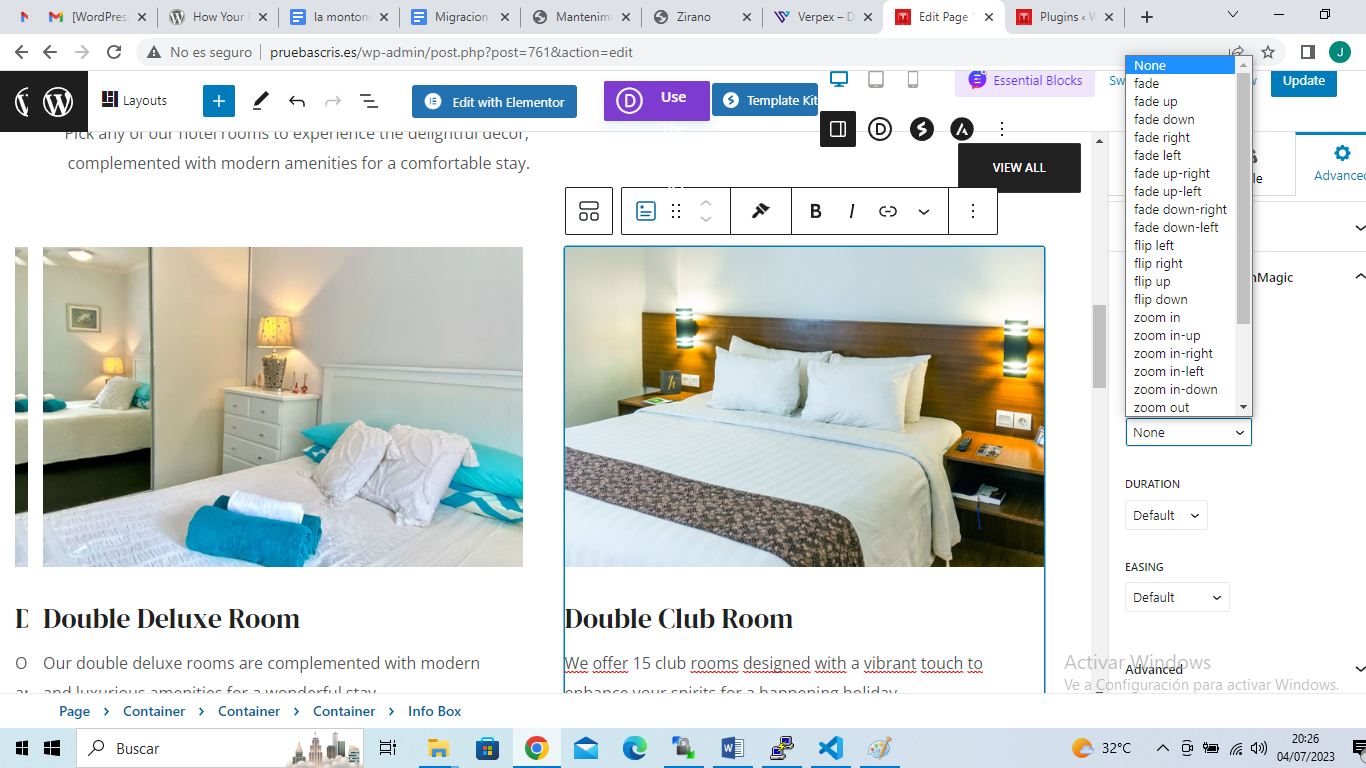 [WordPres
How Your
la monton
Migracion
Mantenimi
Zirano
Verpex – D
Edit Page
Plugins ‹ W
No es seguro
pruebascris.es/wp-admin/post.php?post=761&action=edit
J
Layouts
Edit with Elementor
Use
Template Kit
Essential Blocks
Sw
Update
Pick any of our hotel rooms to experience the delightful decor,
complemented with modern amenities for a comfortable stay.
VIEW ALL
B I
Advanced
nMagic
None
fade
fade up
fade down
fade right
fade left
fade up-right
fade up-left
fade down-right
fade down-left
flip left
flip right
flip up
flip down
zoom in
zoom in-up
zoom in-right
zoom in-left
zoom in-down
zoom out
None
DURATION
Default
EASING
Default
Advanced
Double Deluxe Room
Our double deluxe rooms are complemented with modern
and luxurious amenities for a wonderful stay
Double Club Room
We offer 15 club rooms designed with a vibrant touch to
enhance your spirits for a happening holiday
Activar Windows
Ve a Configuración para activar Windows.
Page > Container > Container > Container > Info Box
Buscar
32°C
20:26
04/07/2023